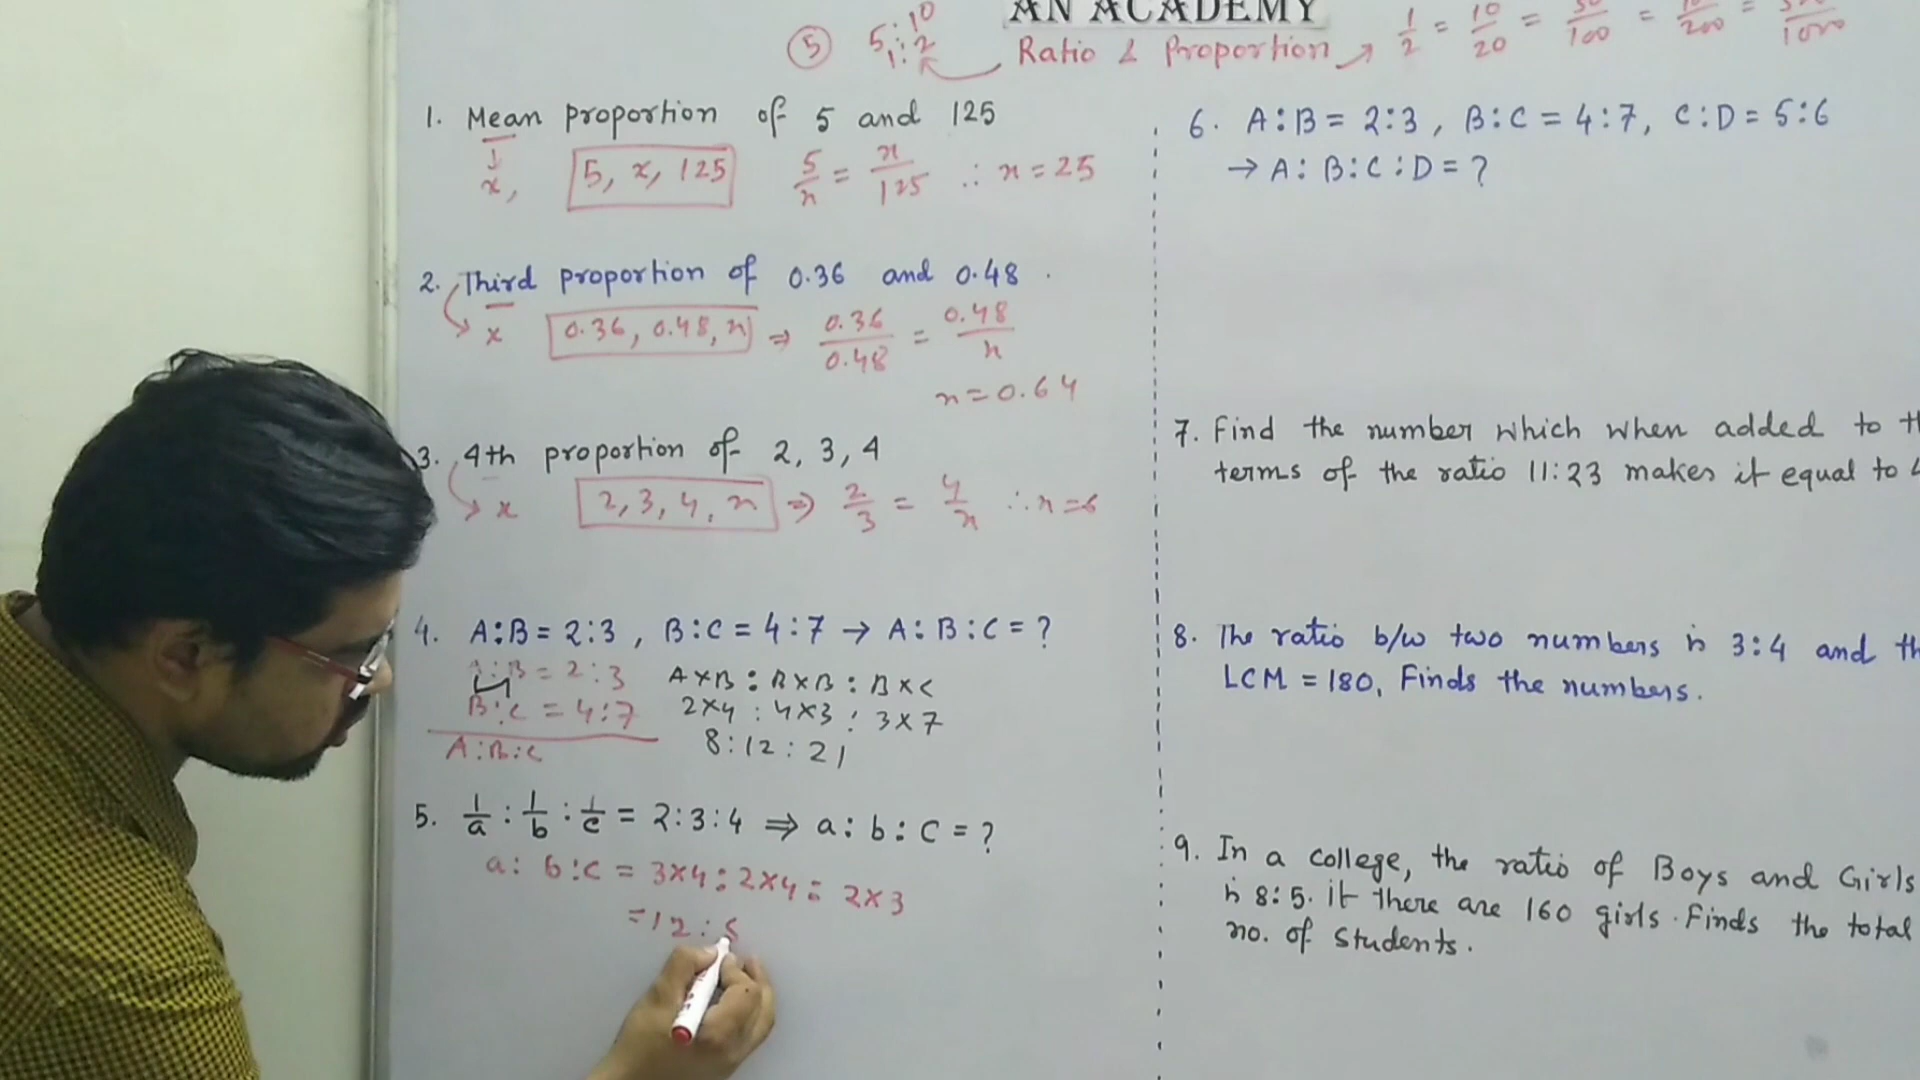 AN ACADEMY
⑤ 5:10
1:2
Ratio & Proportion → 1/2 = 10/20 = 50/100 = /200 = /1000
1. Mean proportion of 5 and 125
x, 5, x, 125 5/x = x/125 ∴ x = 25
2. Third proportion of 0.36 and 0.48.
x 0.36, 0.48, x ⇒ 0.36/0.48 = 0.48/x
x = 0.64
3. 4th proportion of 2, 3, 4
x 2, 3, 4, x ⇒ 2/3 = 4/x ∴ x = 6
4. A:B = 2:3, B:C = 4:7 → A:B:C = ?
A:B = 2:3 A×B : B×B : B×C
B:C = 4:7 2×4 : 4×3 : 3×7
A:B:C 8:12:21
5. 1/a : 1/b : 1/c = 2:3:4 ⇒ a:b:c = ?
a:b:c = 3×4 : 2×4 : 2×3
= 12 :
6. A:B = 2:3, B:C = 4:7, C:D = 5:6
→ A:B:C:D = ?
7. Find the number which when added to
terms of the ratio 11:23 makes it equal to
8. The ratio b/w two numbers is 3:4 and
LCM = 180, Finds the numbers.
9. In a college, the ratio of Boys and Girls
is 8:5. if there are 160 girls. Finds the total
no. of students.